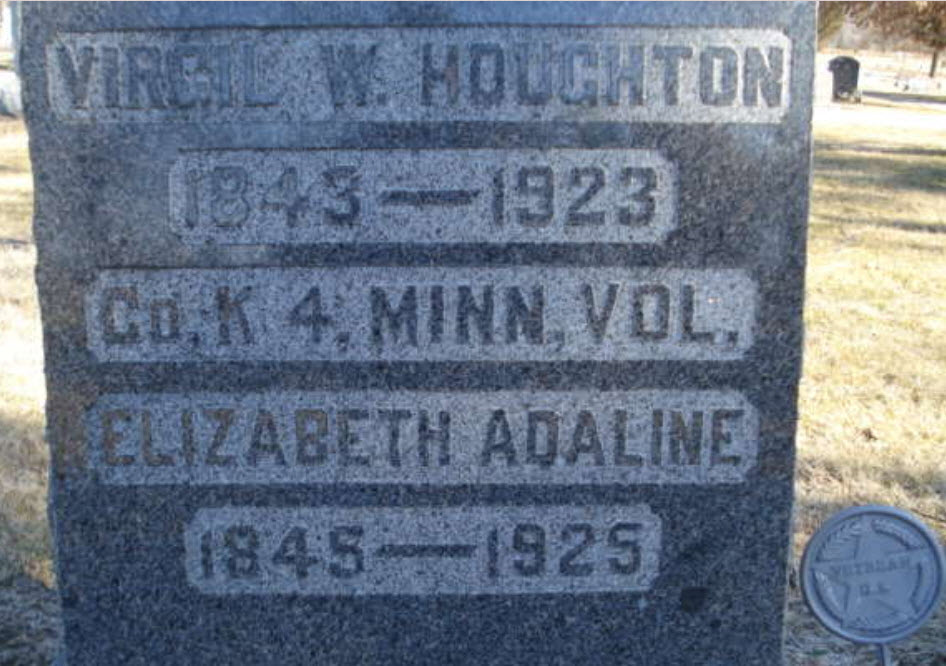 VIRGIL W. HOUGHTON
1843—1923
Co. K 4, MINN, VOL.
ELIZABETH ADALINE
1845—1925
VETERAN
U.S.